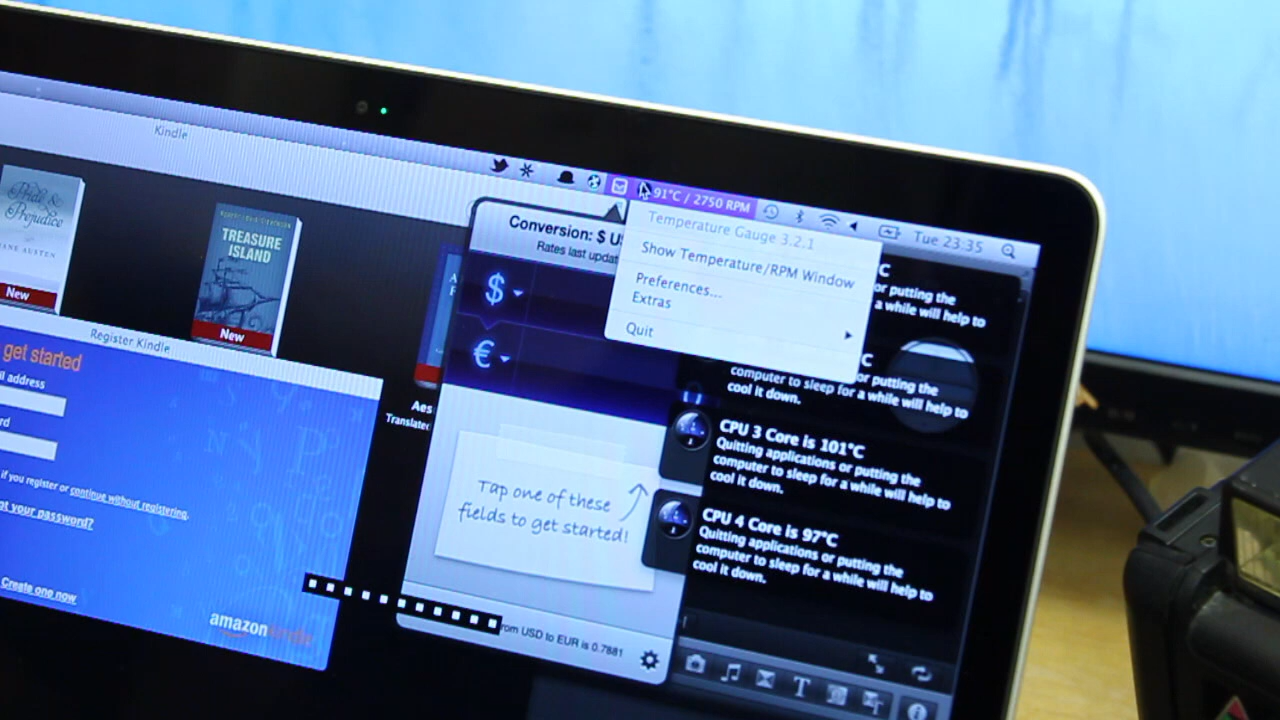 Kindle
91°C / 2750 RPM
Tue 23:35
Pride &
Prejudice
JANE AUSTEN
New
TREASURE
ISLAND
New
Register Kindle
get started
address
if you register or continue without registering.
your password?
Create one now
amazonkindle
Aes
Translated
Conversion: $ U
Rates last updat
$
€
Tap one of these
fields to get started!
from USD to EUR is 0.7881
Temperature Gauge 3.2.1
Show Temperature/RPM Window
Preferences...
Extras
Quit
C
or putting the
a while will help to
C
or putting the
computer to sleep for a while will help to
cool it down.
CPU 3 Core is 101°C
Quitting applications or putting the
computer to sleep for a while will help to
cool it down.
CPU 4 Core is 97°C
Quitting applications or putting the
computer to sleep for a while will help to
cool it down.
T